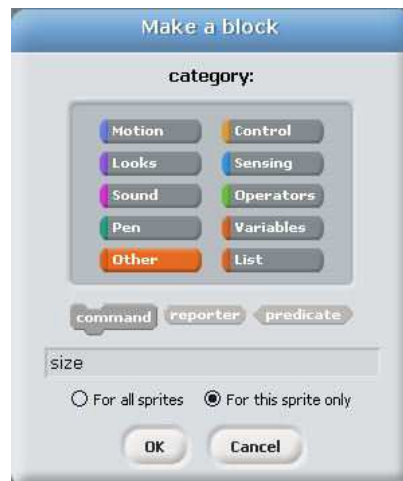 Make a block
category:
Motion Control
Looks Sensing
Sound Operators
Pen Variables
Other List
command reporter predicate
size
For all sprites For this sprite only
OK Cancel